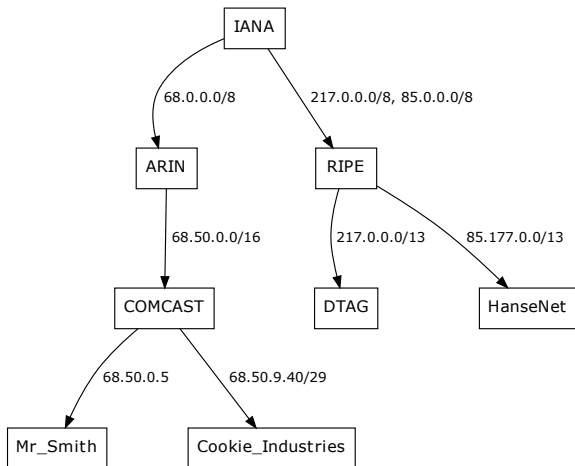 IANA
68.0.0.0/8
217.0.0.0/8, 85.0.0.0/8
ARIN
RIPE
68.50.0.0/16
217.0.0.0/13
85.177.0.0/13
COMCAST
DTAG
HanseNet
68.50.0.5
68.50.9.40/29
Mr_Smith
Cookie_Industries